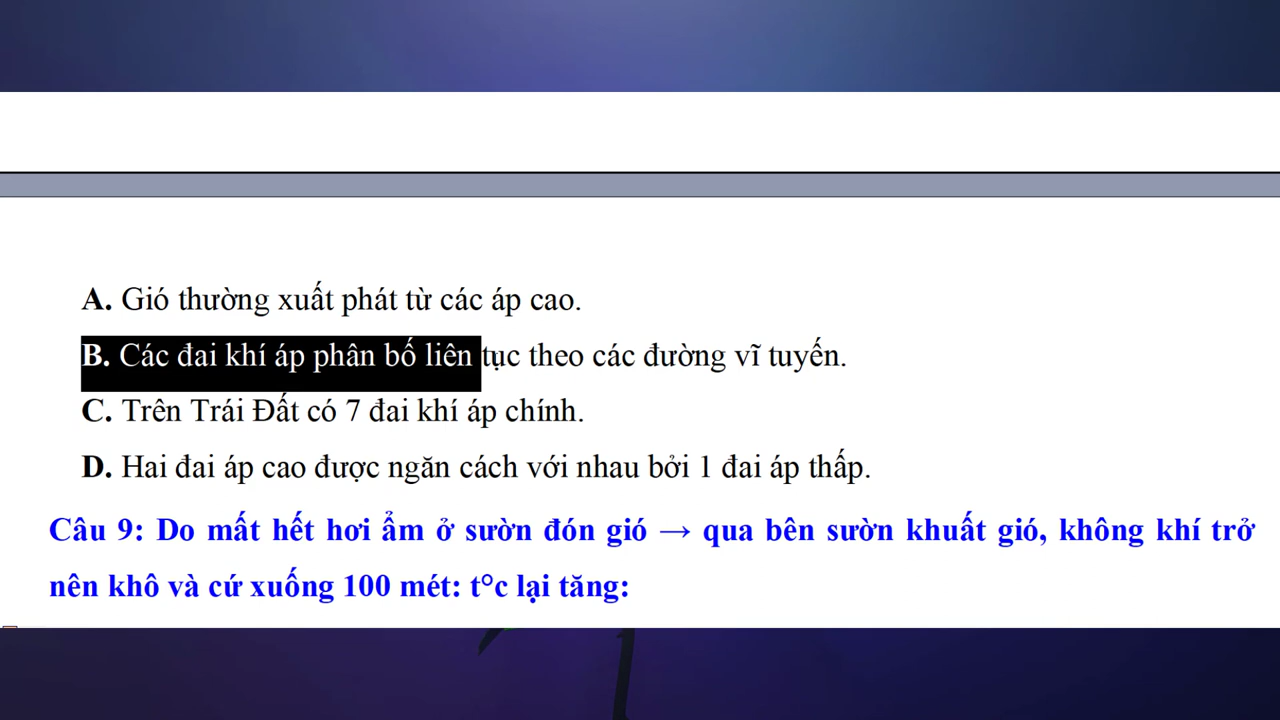 A. Gió thường xuất phát từ các áp cao.
B. Các đai khí áp phân bố liên tục theo các đường vĩ tuyến.
C. Trên Trái Đất có 7 đai khí áp chính.
D. Hai đai áp cao được ngăn cách với nhau bởi 1 đai áp thấp.
Câu 9: Do mất hết hơi ẩm ở sườn đón gió → qua bên sườn khuất gió, không khí trở
nên khô và cứ xuống 100 mét: t°c lại tăng: